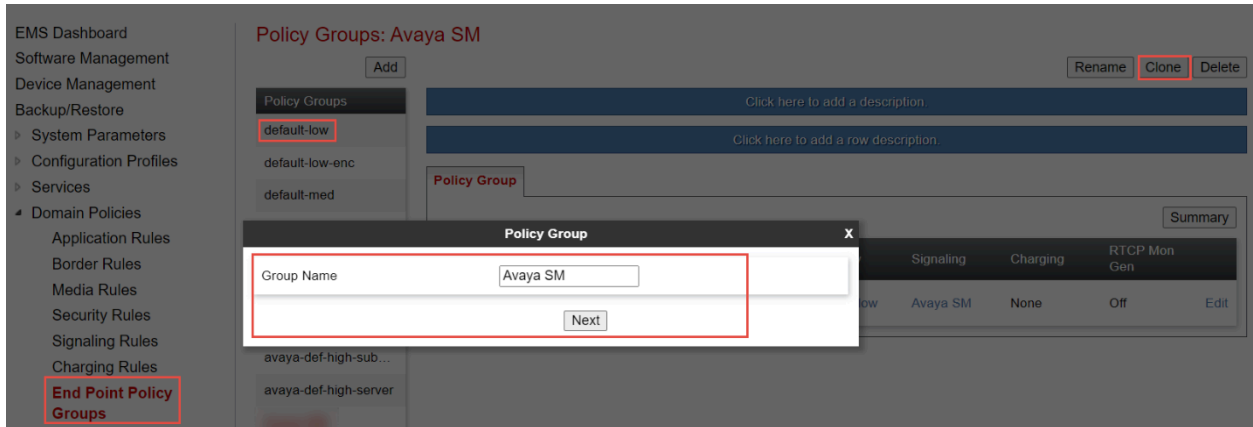 EMS Dashboard
Software Management
Device Management
Backup/Restore
System Parameters
Configuration Profiles
Services
Domain Policies
Application Rules
Border Rules
Media Rules
Security Rules
Signaling Rules
Charging Rules
End Point Policy
Groups
Policy Groups: Avaya SM
Add
Rename Clone Delete
Policy Groups
default-low
default-low-enc
default-med
avaya-def-high-sub...
avaya-def-high-server
Click here to add a description.
Click here to add a row description.
Policy Group
Summary
Signaling Charging RTCP Mon
Gen
Avaya SM None Off Edit
Policy Group X
Group Name Avaya SM
Next